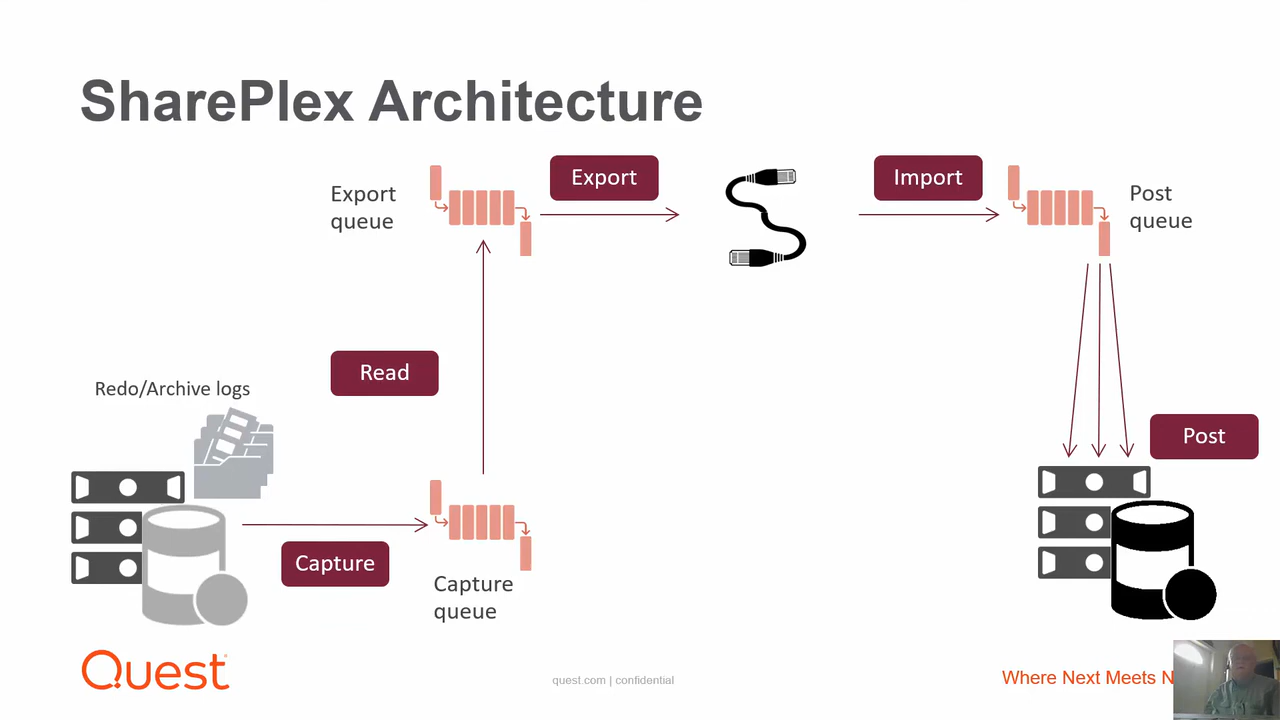 SharePlex Architecture
Export
queue
Export
Import
Post
queue
Read
Redo/Archive logs
Capture
Capture
queue
Post
Quest
quest.com | confidential
Where Next Meets N